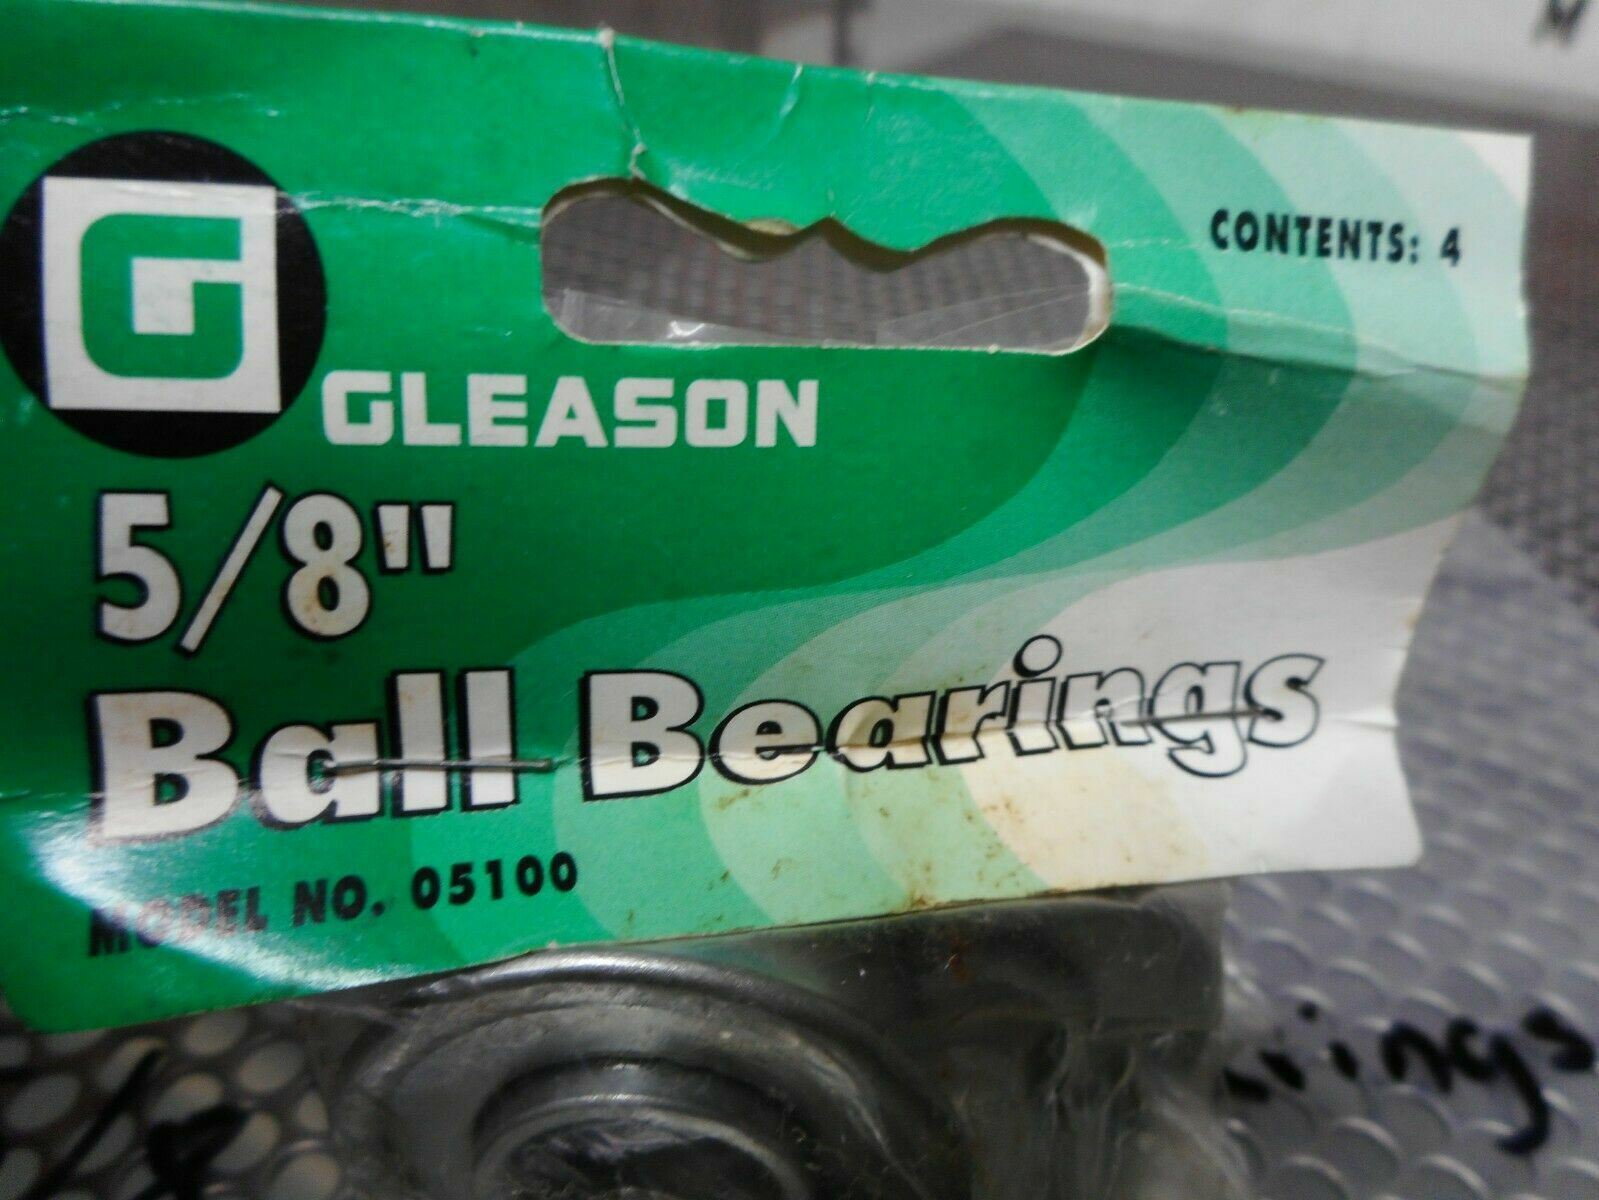 CONTENTS: 4
G GLEASON
5/8"
Ball Bearings
MODEL NO. 05100